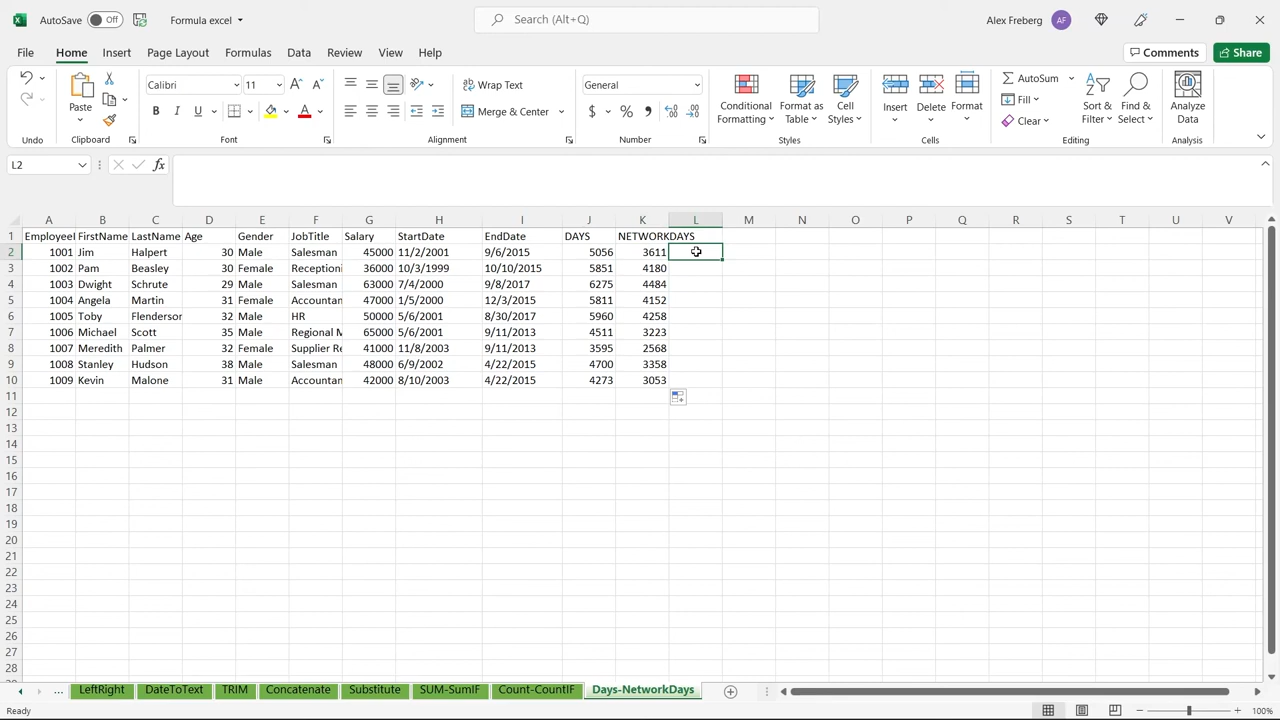 AutoSave Off Formula excel Search (Alt+Q) Alex Freberg AF
File Home Insert Page Layout Formulas Data Review View Help Comments Share
Paste Calibri 11 A A Wrap Text General Conditional Formatting Format as Table Cell Styles Insert Delete Format AutoSum Fill Clear Sort & Filter Find & Select Analyze Data
B I U A Merge & Center $ % ,
Undo Clipboard Font Alignment Number Styles Cells Editing Analysis
L2 fx
A B C D E F G H I J K L M N O P Q R S T U V
1 EmployeeI FirstName LastName Age Gender JobTitle Salary StartDate EndDate DAYS NETWORKDAYS
2 1001 Jim Halpert 30 Male Salesman 45000 11/2/2001 9/6/2015 5056 3611
3 1002 Pam Beasley 30 Female Receptioni 36000 10/3/1999 10/10/2015 5851 4180
4 1003 Dwight Schrute 29 Male Salesman 63000 7/4/2000 9/8/2017 6275 4484
5 1004 Angela Martin 31 Female Accountan 47000 1/5/2000 12/3/2015 5811 4152
6 1005 Toby Flenderson 32 Male HR 50000 5/6/2001 8/30/2017 5960 4258
7 1006 Michael Scott 35 Male Regional M 65000 5/6/2001 9/11/2013 4511 3223
8 1007 Meredith Palmer 32 Female Supplier Re 41000 11/8/2003 9/11/2013 3595 2568
9 1008 Stanley Hudson 38 Male Salesman 48000 6/9/2002 4/22/2015 4700 3358
10 1009 Kevin Malone 31 Male Accountan 42000 8/10/2003 4/22/2015 4273 3053
11
12
13
14
15
16
17
18
19
20
21
22
23
24
25
26
27
28
... LeftRight DateToText TRIM Concatenate Substitute SUM-SumIF Count-CountIF Days-NetworkDays
Ready 100%